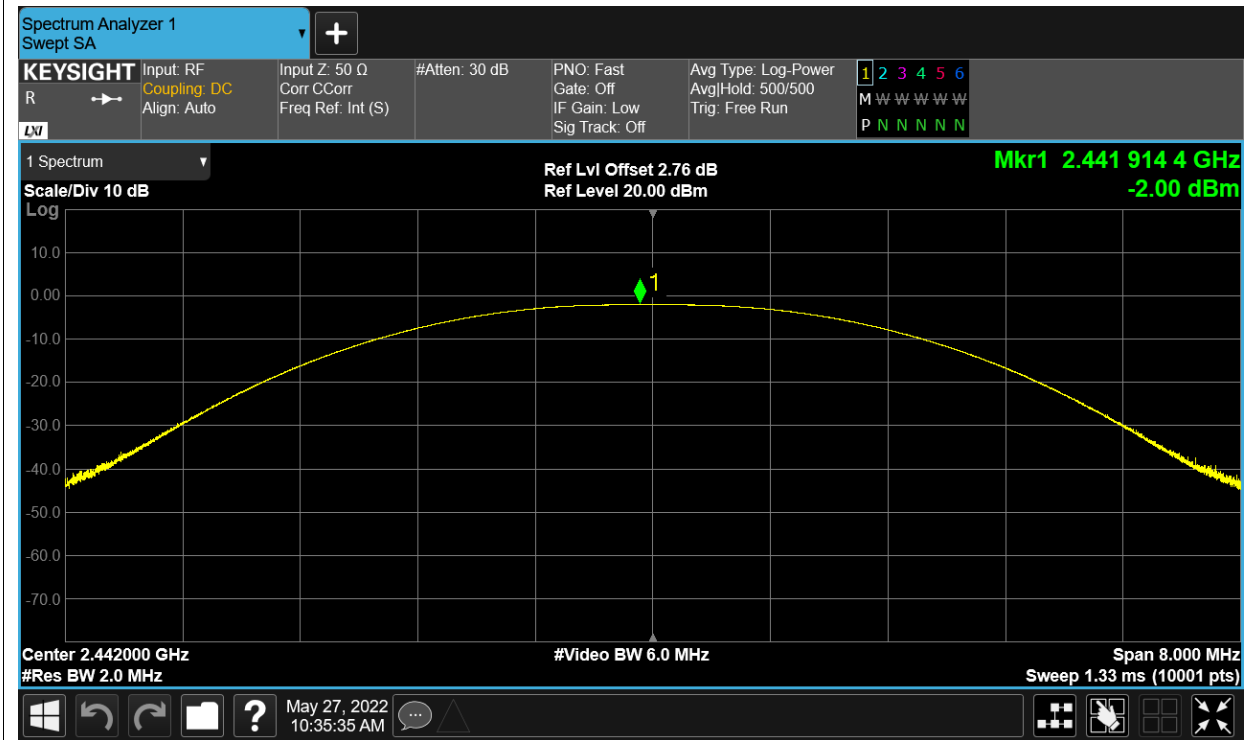 Spectrum Analyzer 1
Swept SA
+
KEYSIGHT
R
LXI
Input: RF
Coupling: DC
Align: Auto
Input Z: 50 Ω
Corr CCorr
Freq Ref: Int (S)
#Atten: 30 dB
PNO: Fast
Gate: Off
IF Gain: Low
Sig Track: Off
Avg Type: Log-Power
Avg|Hold: 500/500
Trig: Free Run
1 2 3 4 5 6
M W W W W W
P N N N N N
1 Spectrum
Scale/Div 10 dB
Log
Ref Lvl Offset 2.76 dB
Ref Level 20.00 dBm
Mkr1 2.441 914 4 GHz
-2.00 dBm
10.0
0.00
-10.0
-20.0
-30.0
-40.0
-50.0
-60.0
-70.0
1
Center 2.442000 GHz
#Res BW 2.0 MHz
#Video BW 6.0 MHz
Span 8.000 MHz
Sweep 1.33 ms (10001 pts)
?
May 27, 2022
10:35:35 AM